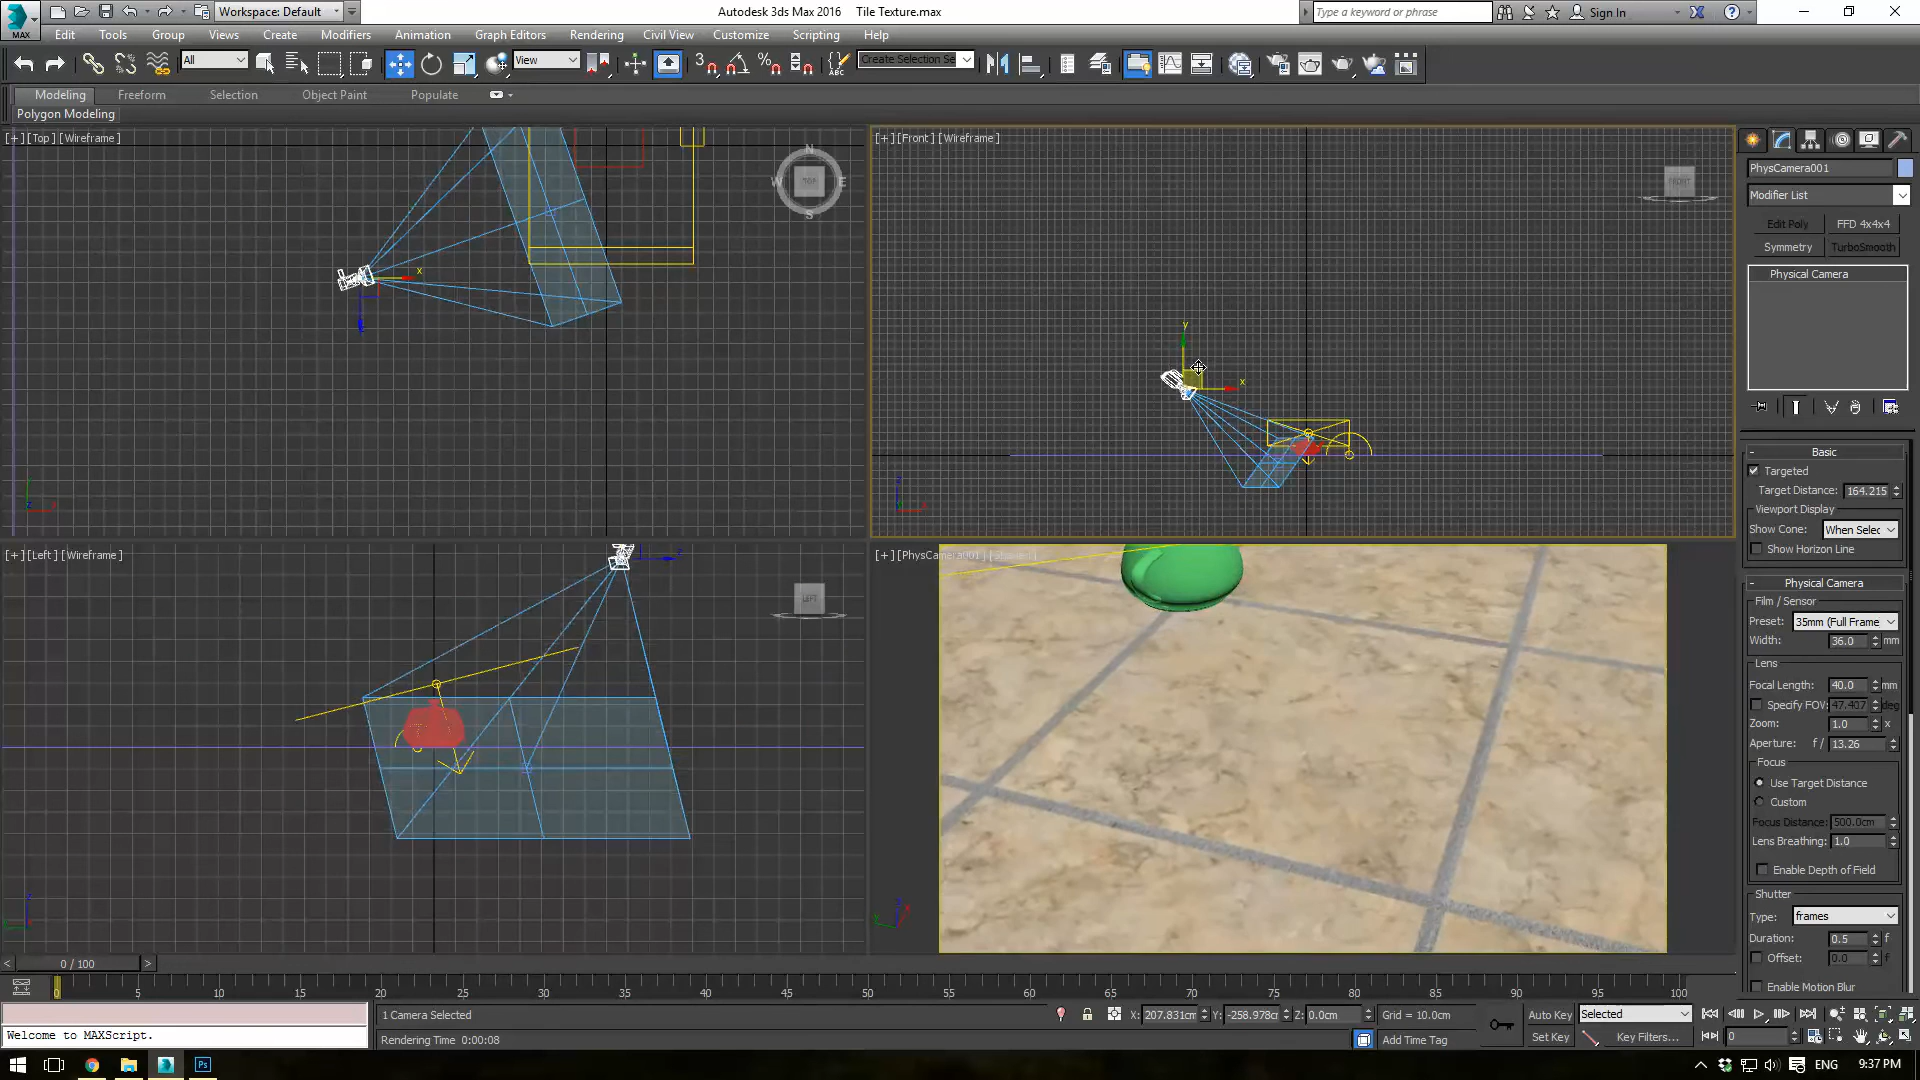 MAX
Workspace: Default
Autodesk 3ds Max 2016    Tile Texture.max
Type a keyword or phrase
Sign In
Edit Tools Group Views Create Modifiers Animation Graph Editors Rendering Civil View Customize Scripting Help
All
View
3
ABC
Create Selection Se
Modeling Freeform Selection Object Paint Populate
Polygon Modeling
[+] [Top] [Wireframe]
N
W TOP E
S
x
[+] [Front] [Wireframe]
FRONT
y
x
[+] [Left] [Wireframe]
LEFT
[+] [PhysCamera001]
PhysCamera001
Modifier List
Edit Poly FFD 4x4x4
Symmetry TurboSmooth
Physical Camera
- Basic
Targeted
Target Distance: 164.215
Viewport Display
Show Cone: When Selec
Show Horizon Line
- Physical Camera
Film / Sensor
Preset: 35mm (Full Frame
Width: 36.0 mm
Lens
Focal Length: 40.0 mm
Specify FOV: 47.407 deg
Zoom: 1.0 x
Aperture: f / 13.26
Focus
Use Target Distance
Custom
Focus Distance: 500.0cm
Lens Breathing: 1.0
Enable Depth of Field
Shutter
Type: frames
Duration: 0.5 f
Offset: 0.0 f
Enable Motion Blur
< 0 / 100 >
0 5 10 15 20 25 30 35 40 45 50 55 60 65 70 75 80 85 90 95 100
1 Camera Selected
X: 207.831cm Y: -258.978cm Z: 0.0cm Grid = 10.0cm
Auto Key Selected
Welcome to MAXScript.
Rendering Time 0:00:08
Add Time Tag
Set Key Key Filters... 0
Ps
ENG 9:37 PM